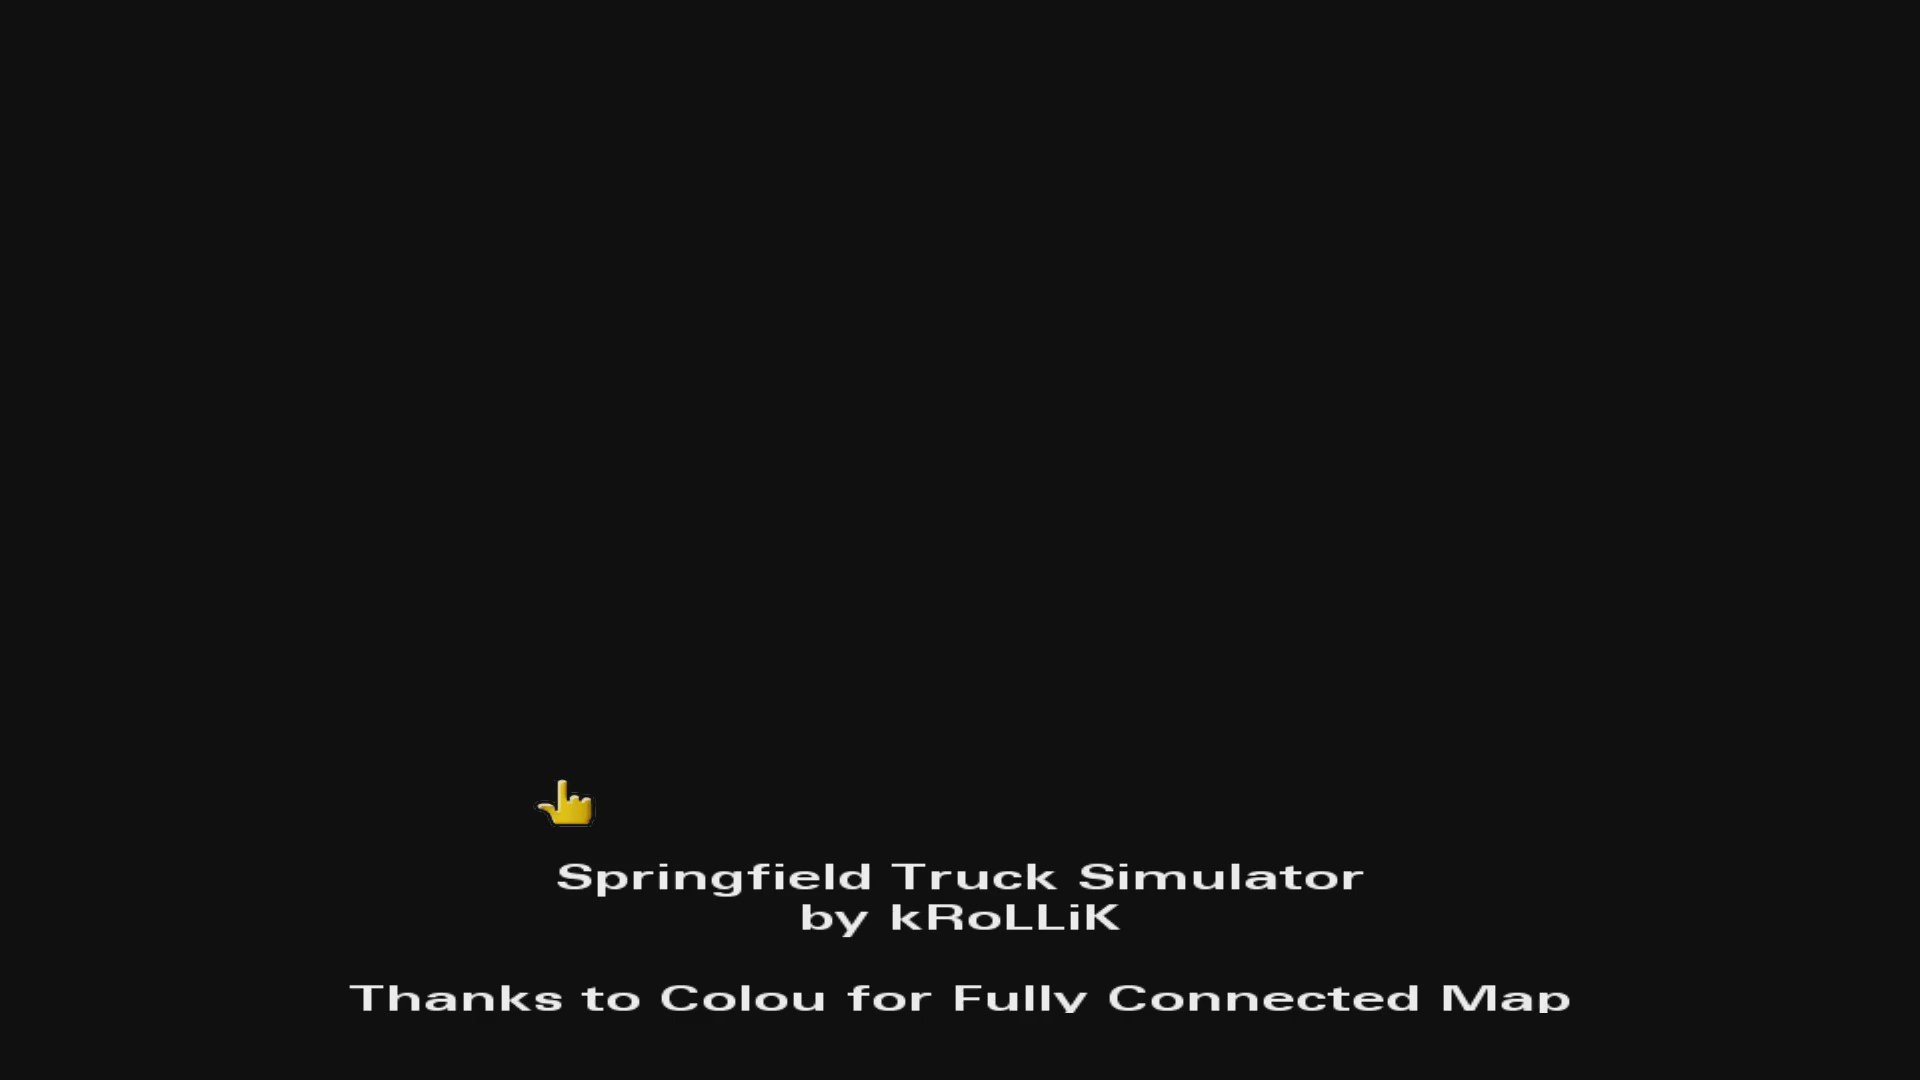 Springfield Truck Simulator
by kRoLLiK
Thanks to Colou for Fully Connected Map